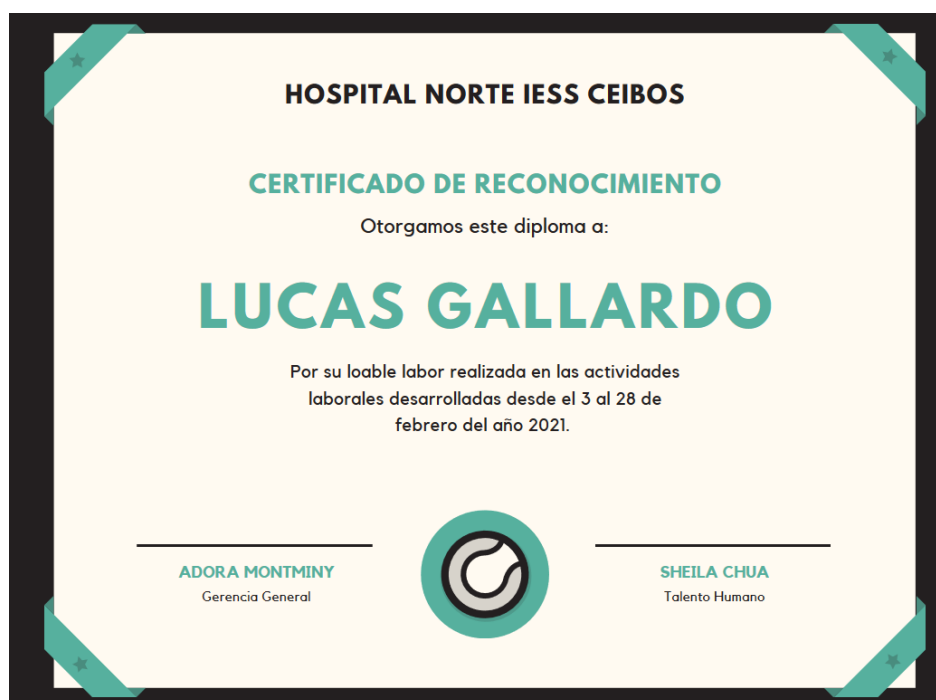 HOSPITAL NORTE IESS CEIBOS
CERTIFICADO DE RECONOCIMIENTO
Otorgamos este diploma a:
LUCAS GALLARDO
Por su loable labor realizada en las actividades
laborales desarrolladas desde el 3 al 28 de
febrero del año 2021.
ADORA MONTMINY
Gerencia General
SHEILA CHUA
Talento Humano